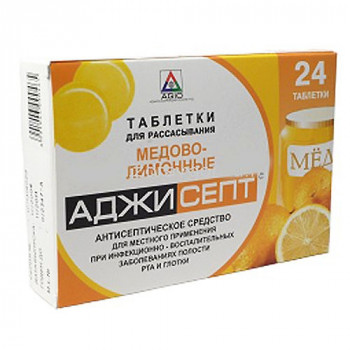 AGIO
24
ТАБЛЕТКИ
ТАБЛЕТКИ
ДЛЯ РАССАСЫВАНИЯ
МЕДОВО-
ЛИМОННЫЕ
МЁД
АДЖИСЕПТ
АНТИСЕПТИЧЕСКОЕ СРЕДСТВО
ДЛЯ МЕСТНОГО ПРИМЕНЕНИЯ
ПРИ ИНФЕКЦИОННО - ВОСПАЛИТЕЛЬНЫХ
ЗАБОЛЕВАНИЯХ ПОЛОСТИ
РТА И ГЛОТКИ